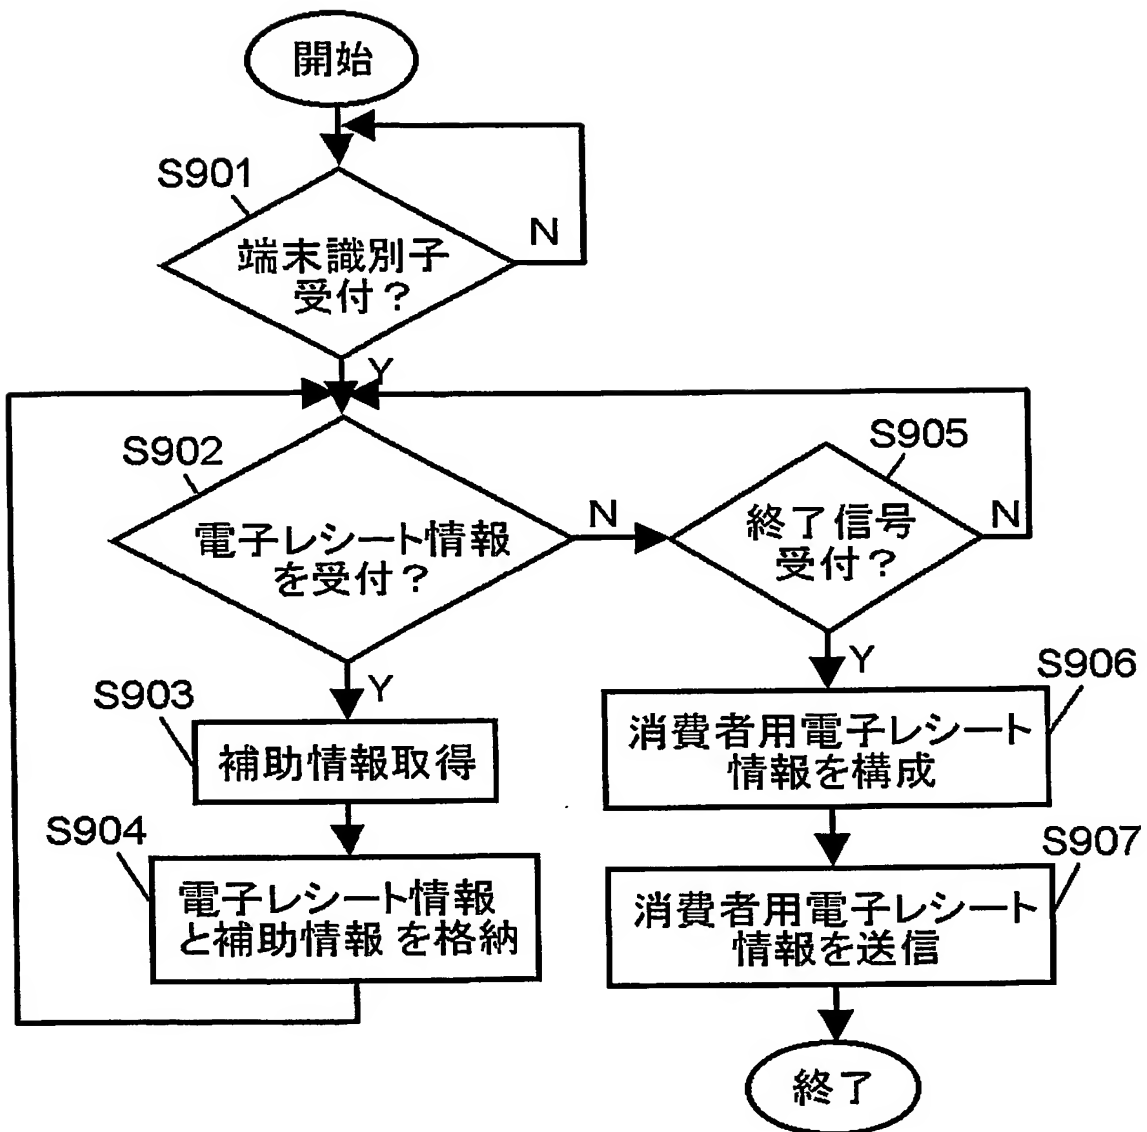 開始
S901
端末識別子
受付?
N
Y
S902
電子レシート情報
を受付?
N
Y
S905
終了信号
受付?
N
Y
S903
補助情報取得
S904
電子レシート情報
と補助情報 を格納
S906
消費者用電子レシート
情報を構成
S907
消費者用電子レシート
情報を送信
終了